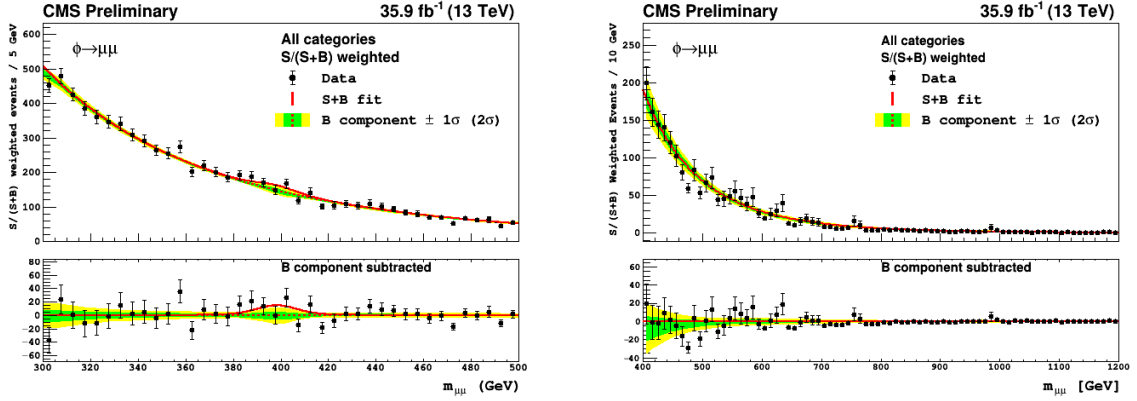 CMS Preliminary 35.9 fb⁻¹ (13 TeV)
S/(S+B) weighted events / 5 GeV
600
500
400
300
200
100
0
ϕ→μμ
All categories
S/(S+B) weighted
Data
S+B fit
B component ± 1σ (2σ)
B component subtracted
80
60
40
20
0
−20
−40
−60
300 320 340 360 380 400 420 440 460 480 500
mμμ (GeV)
CMS Preliminary 35.9 fb⁻¹ (13 TeV)
S/(S+B) Weighted Events / 10 GeV
250
200
150
100
50
0
ϕ→μμ
All categories
S/(S+B) weighted
Data
S+B fit
B component ± 1σ (2σ)
B component subtracted
60
40
20
0
−20
−40
400 500 600 700 800 900 1000 1100 1200
mμμ [GeV]